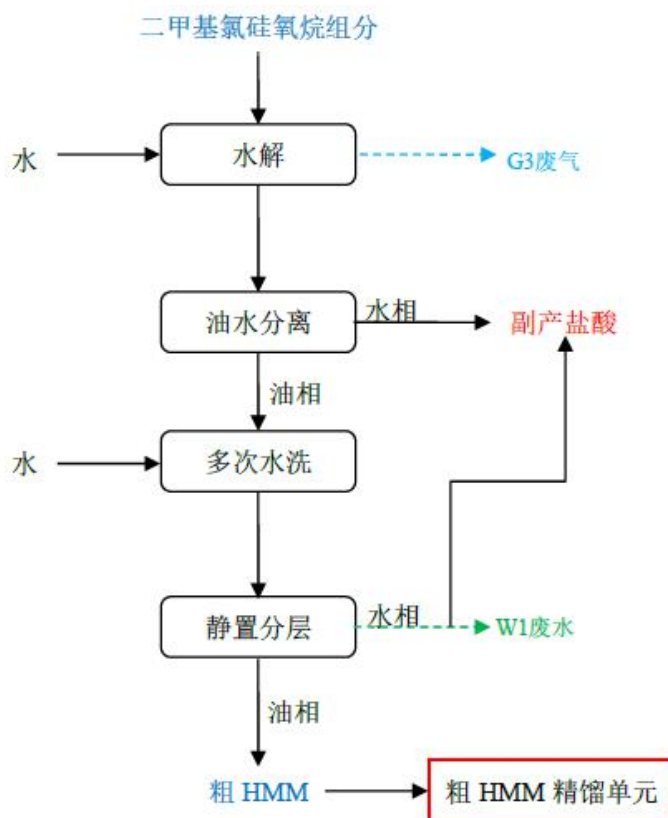 二甲基氯硅氧烷组分
水
水解
G3废气
油水分离
水相
副产盐酸
油相
水
多次水洗
静置分层
水相
W1废水
油相
粗 HMM
粗 HMM 精馏单元